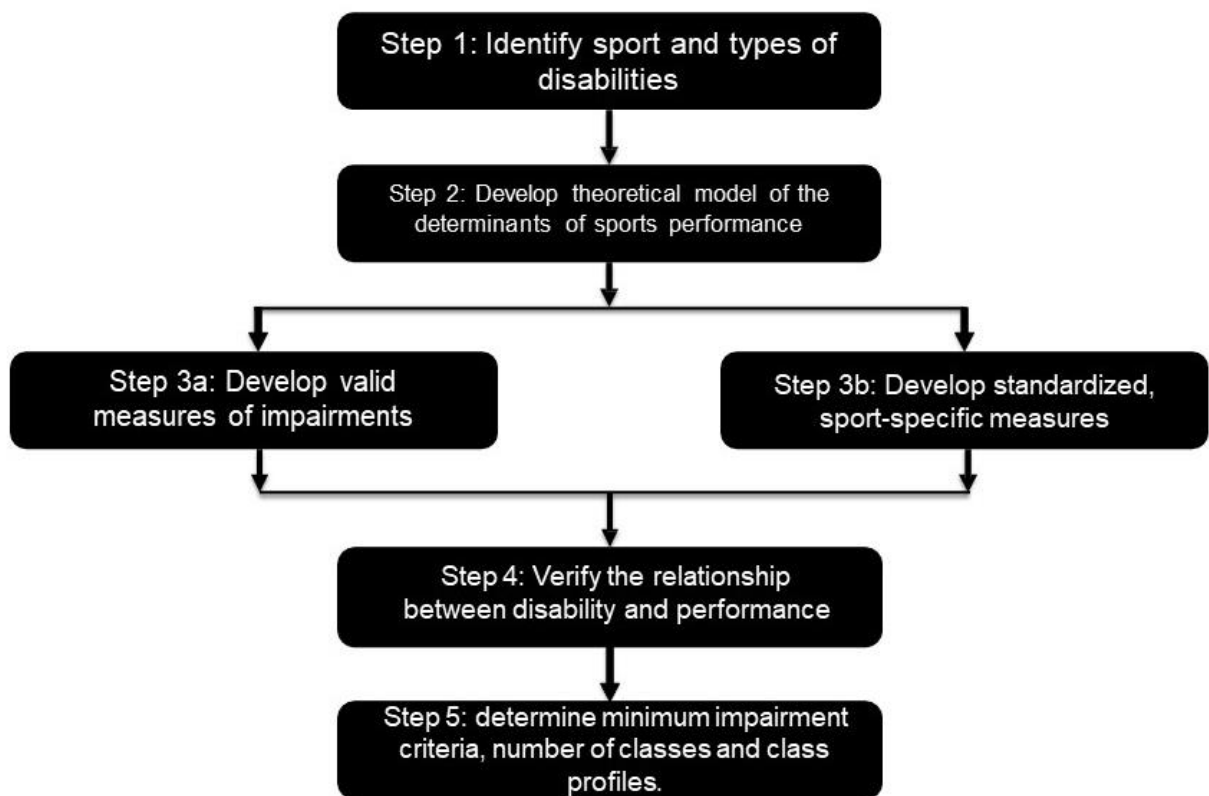 Step 1: Identify sport and types of
disabilities
Step 2: Develop theoretical model of the
determinants of sports performance
Step 3a: Develop valid
measures of impairments
Step 3b: Develop standardized,
sport-specific measures
Step 4: Verify the relationship
between disability and performance
Step 5: determine minimum impairment
criteria, number of classes and class
profiles.